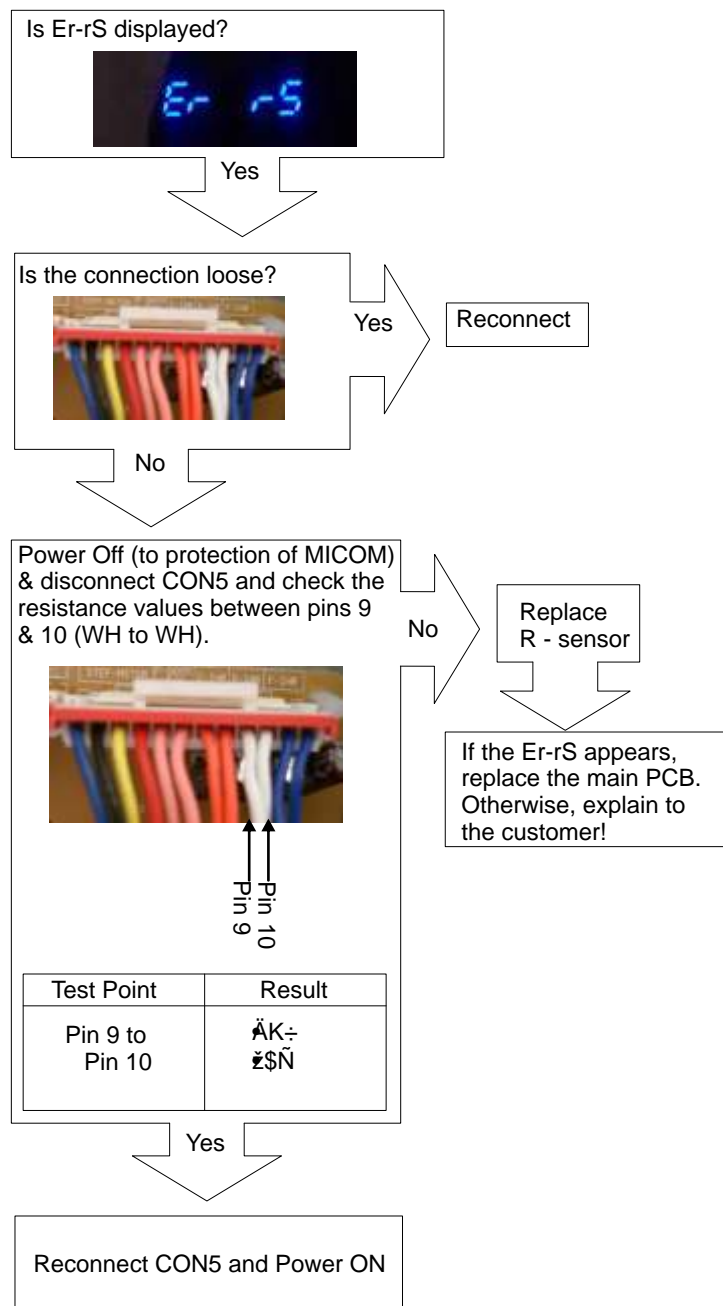 Is Er-rS displayed?
Er rS
Yes
Is the connection loose?
Yes
Reconnect
No
Power Off (to protection of MICOM)
& disconnect CON5 and check the
resistance values between pins 9
& 10 (WH to WH).
No
Replace
R - sensor
If the Er-rS appears,
replace the main PCB.
Otherwise, explain to
the customer!
Pin 9
Pin 10
Test Point
Result
Pin 9 to
Pin 10
ÄK÷
ž$Ñ
Yes
Reconnect CON5 and Power ON